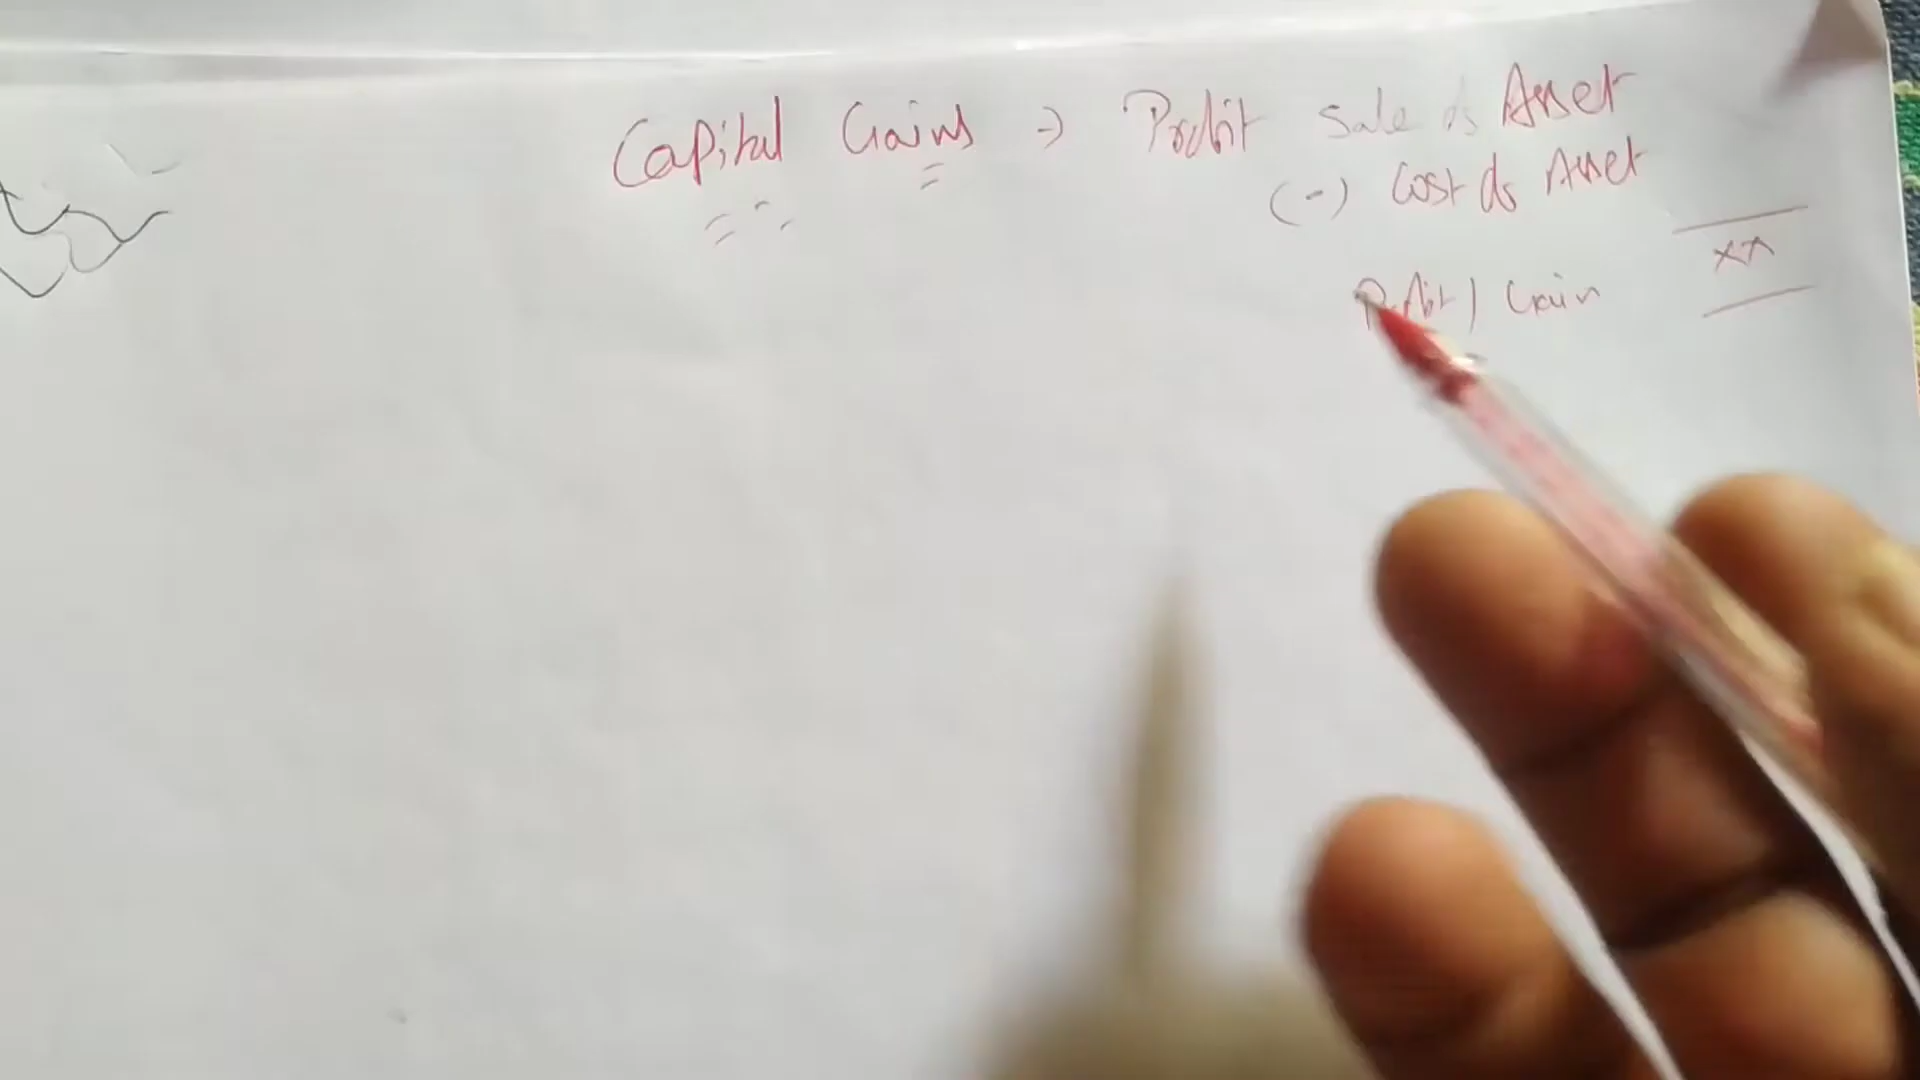 Capital Gains → Profit Sale of Asset
(-) Cost of Asset
xx
Profit / Gain